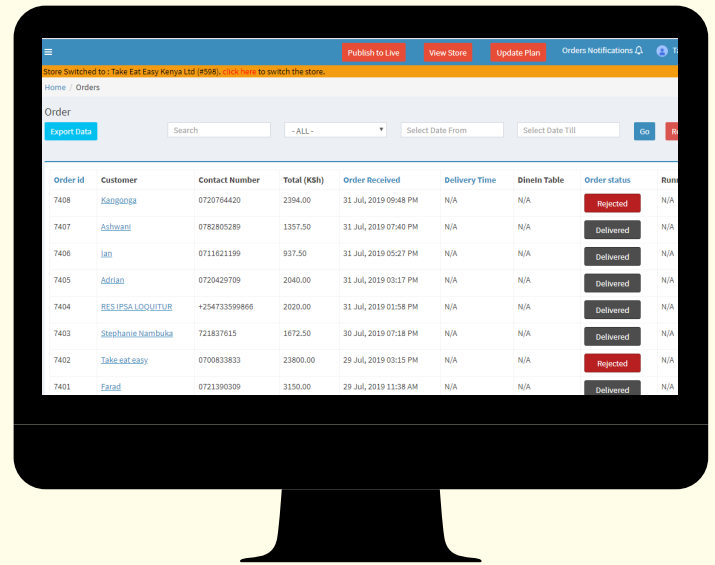 Publish to Live View Store Update Plan Orders Notifications
Store Switched to : Take Eat Easy Kenya Ltd (#598). click here to switch the store.
Home / Orders
Order
Export Data Search - ALL - Select Date From Select Date Till Go
Order id Customer Contact Number Total (KSh) Order Received Delivery Time DineIn Table Order status
7408 Kangonga 0720764420 2394.00 31 Jul, 2019 09:48 PM N/A N/A Rejected N/A
7407 Ashwani 0782805289 1357.50 31 Jul, 2019 07:40 PM N/A N/A Delivered N/A
7406 Ian 0711621199 937.50 31 Jul, 2019 05:27 PM N/A N/A Delivered N/A
7405 Adrian 0720429709 2040.00 31 Jul, 2019 03:17 PM N/A N/A Delivered N/A
7404 RES IPSA LOQUITUR +254733599866 2020.00 31 Jul, 2019 01:58 PM N/A N/A Delivered N/A
7403 Stephanie Nambuka 721837615 1672.50 30 Jul, 2019 07:18 PM N/A N/A Delivered N/A
7402 Take eat easy 0700833833 23800.00 29 Jul, 2019 03:15 PM N/A N/A Rejected N/A
7401 Farad 0721390309 3150.00 29 Jul, 2019 11:38 AM N/A N/A Delivered N/A